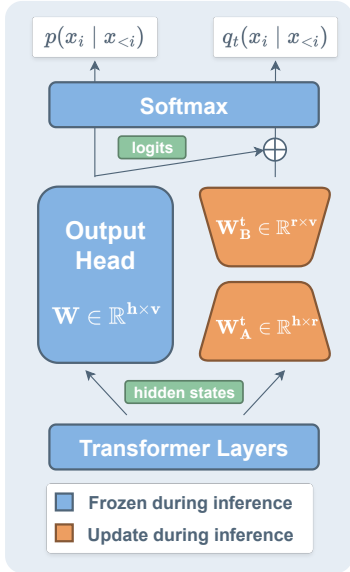 p(x_i | x_{<i}) q_t(x_i | x_{<i})
Softmax
logits
Output
Head
W ∈ ℝ^{h×v}
W_B^t ∈ ℝ^{r×v}
W_A^t ∈ ℝ^{h×r}
hidden states
Transformer Layers
Frozen during inference
Update during inference